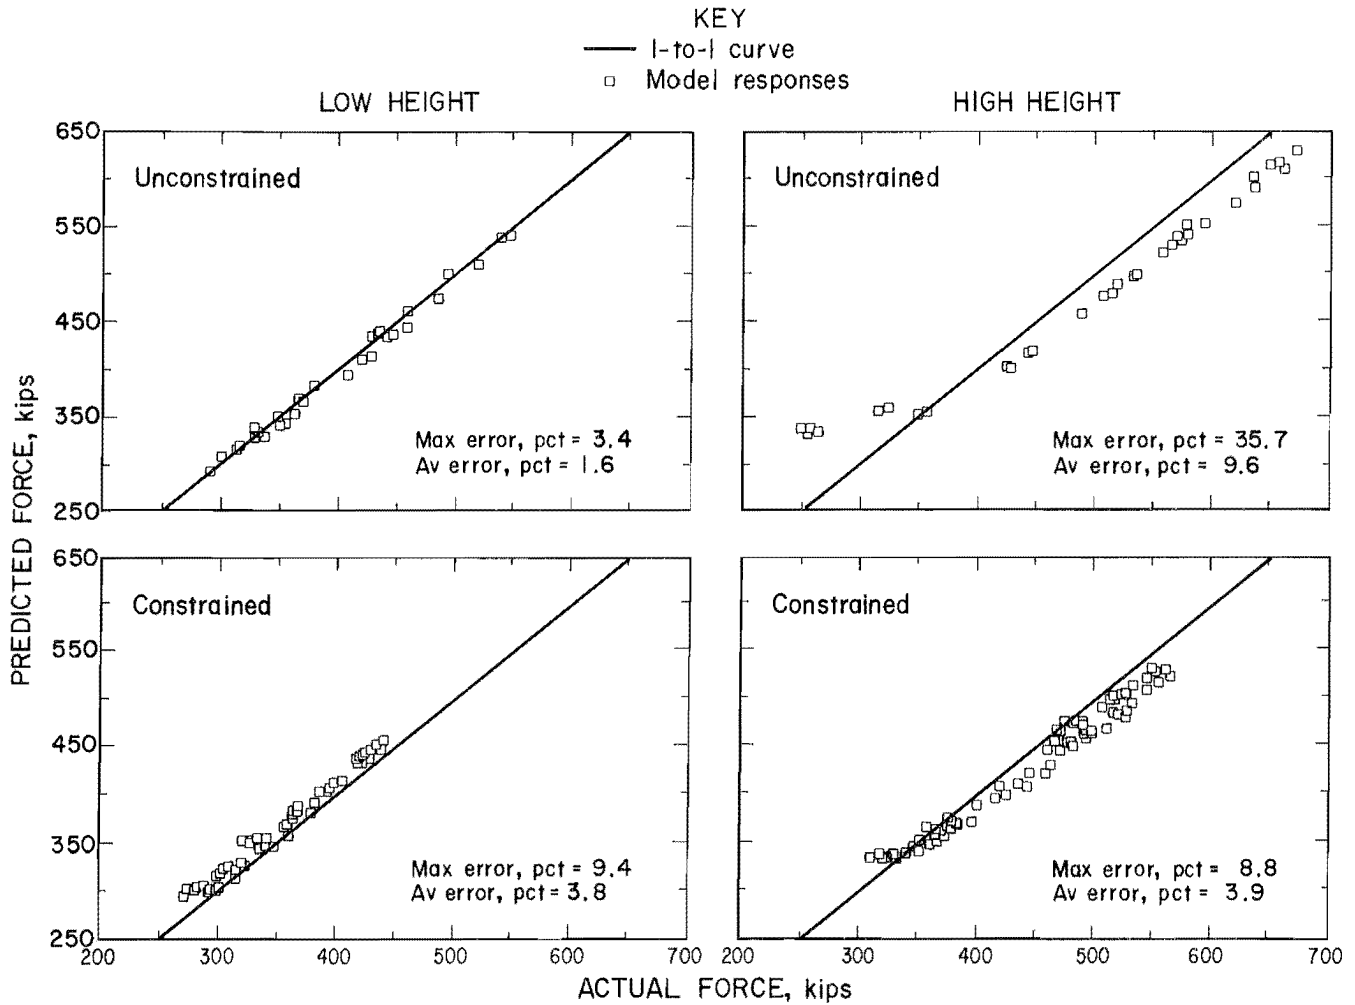 KEY
1-to-1 curve
Model responses
LOW HEIGHT
HIGH HEIGHT
650
550
450
350
250
Unconstrained
Max error, pct = 3.4
Av error, pct = 1.6
Unconstrained
Max error, pct = 35.7
Av error, pct = 9.6
PREDICTED FORCE, kips
650
550
450
350
250
Constrained
Max error, pct = 9.4
Av error, pct = 3.8
Constrained
Max error, pct = 8.8
Av error, pct = 3.9
200 300 400 500 600 700 200 300 400 500 600 700
ACTUAL FORCE, kips